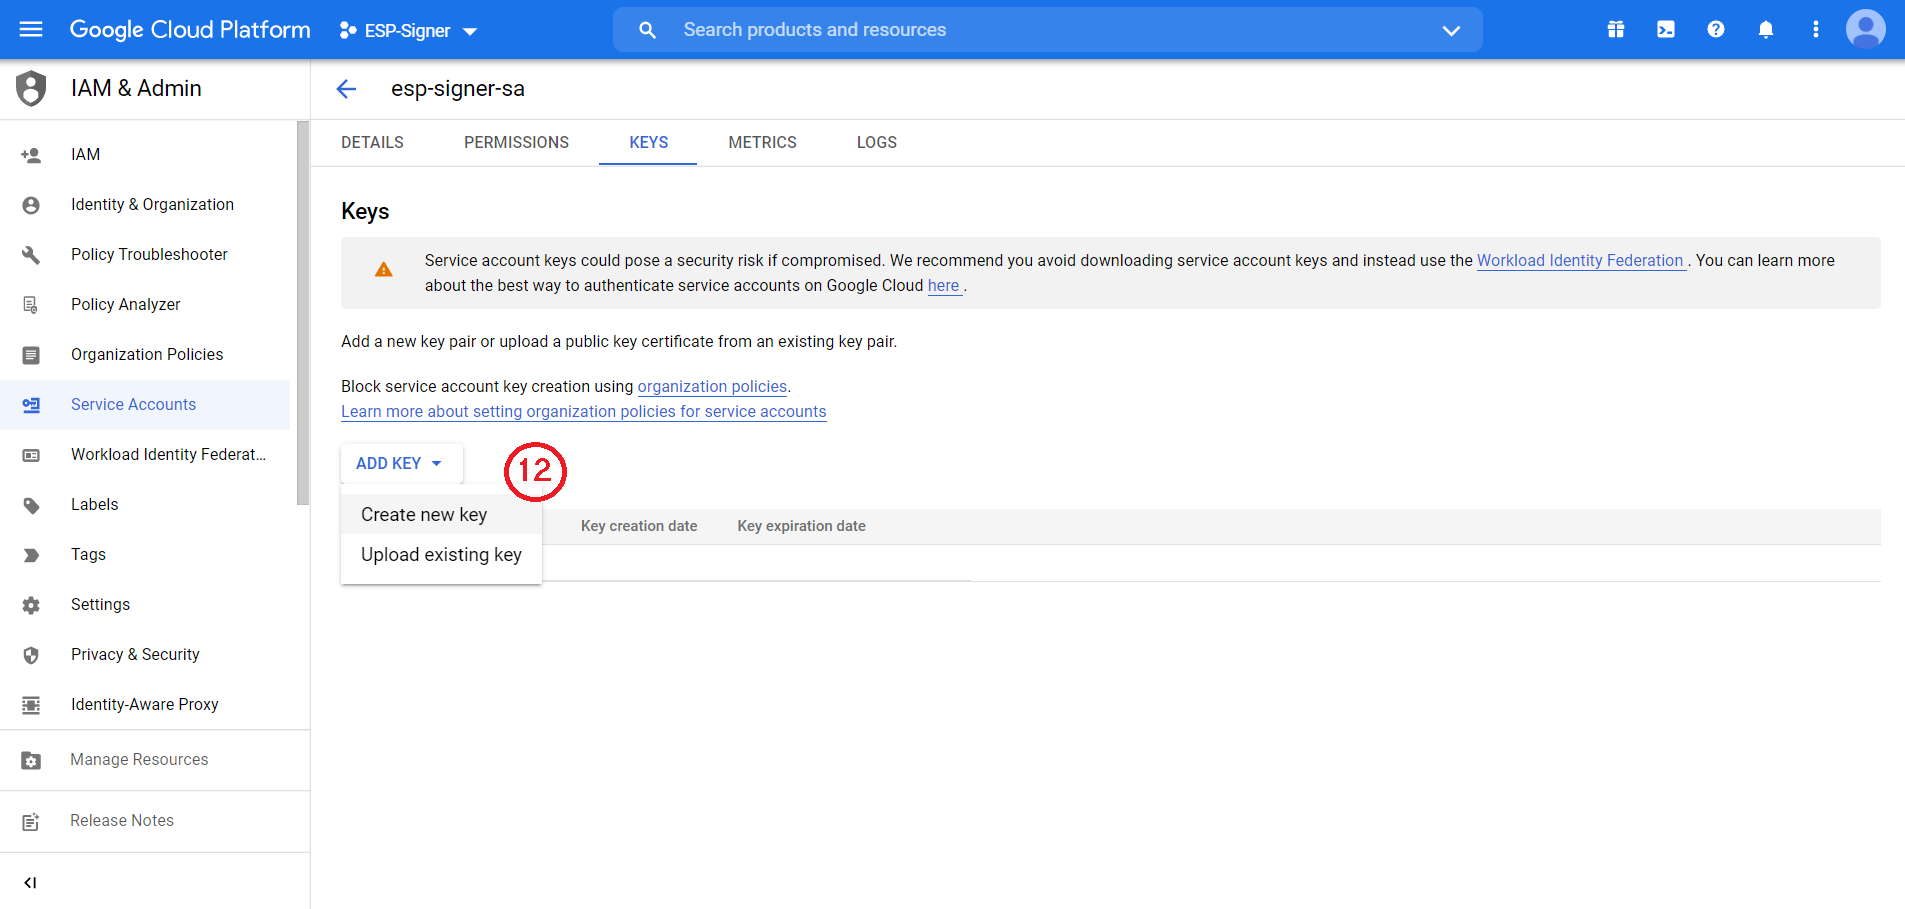 Google Cloud Platform
ESP-Signer
Search products and resources
IAM & Admin
esp-signer-sa
DETAILS
PERMISSIONS
KEYS
METRICS
LOGS
IAM
Identity & Organization
Policy Troubleshooter
Policy Analyzer
Organization Policies
Service Accounts
Workload Identity Federat...
Labels
Tags
Settings
Privacy & Security
Identity-Aware Proxy
Manage Resources
Release Notes
Keys
Service account keys could pose a security risk if compromised. We recommend you avoid downloading service account keys and instead use the Workload Identity Federation . You can learn more
about the best way to authenticate service accounts on Google Cloud here .
Add a new key pair or upload a public key certificate from an existing key pair.
Block service account key creation using organization policies.
Learn more about setting organization policies for service accounts
ADD KEY
12
Create new key
Upload existing key
Key creation date
Key expiration date